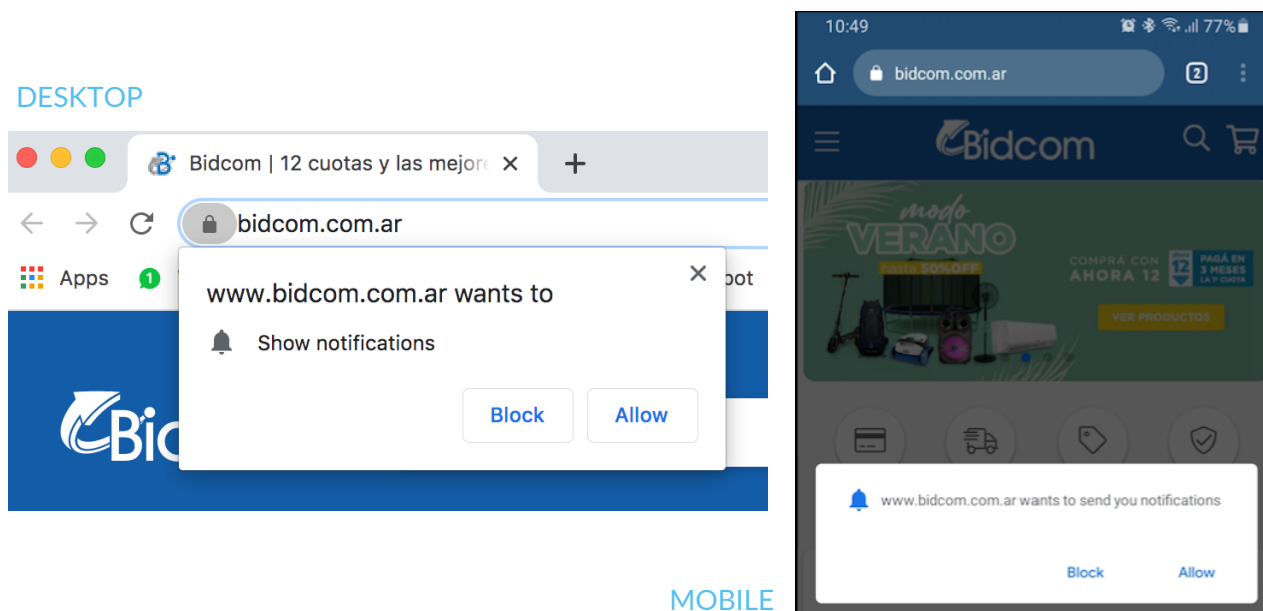 DESKTOP
Bidcom | 12 cuotas y las mejore
bidcom.com.ar
Apps
1
pot
www.bidcom.com.ar wants to
Show notifications
Block Allow
Bic
MOBILE
10:49
77%
bidcom.com.ar
2
Bidcom
modo
VERANO
hasta 50%OFF
COMPRÁ CON
AHORA 12
12
PAGÁ EN
3 MESES
LA 1ª CUOTA
VER PRODUCTOS
www.bidcom.com.ar wants to send you notifications
Block Allow